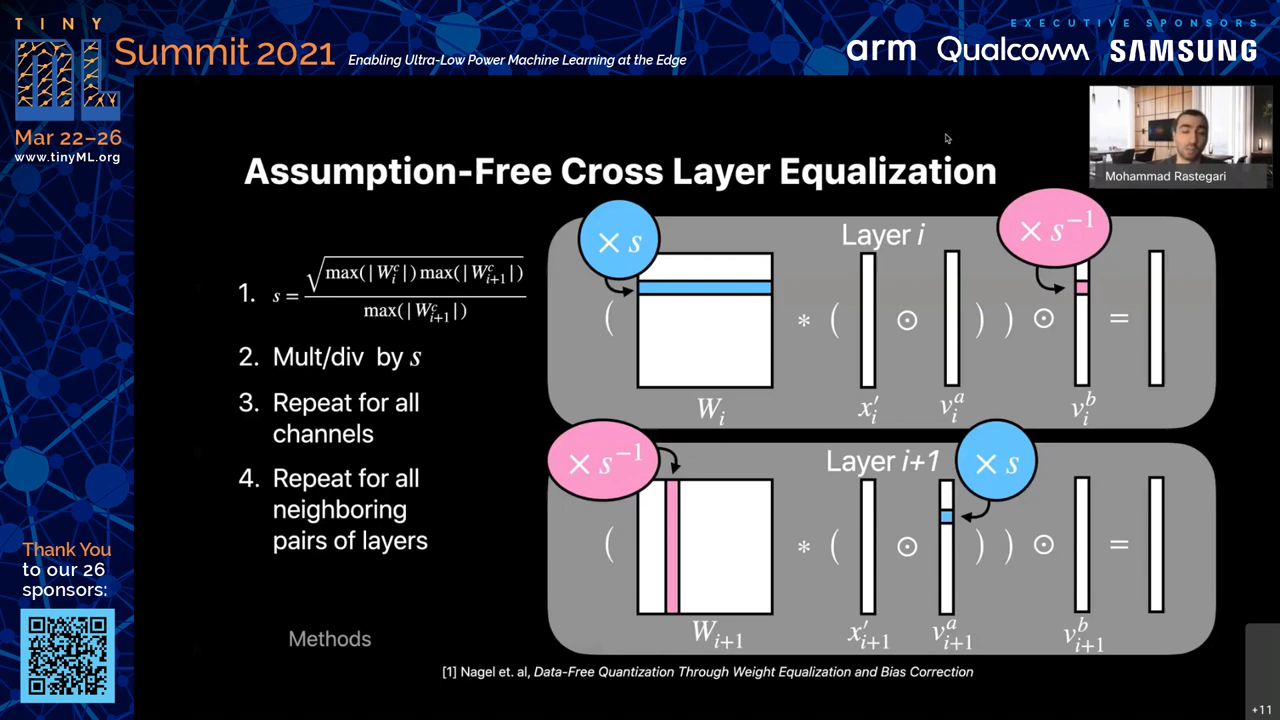 TINY
ML
Summit 2021
Enabling Ultra-Low Power Machine Learning at the Edge
EXECUTIVE SPONSORS
arm Qualcomm SAMSUNG
Mar 22–26
www.tinyML.org
Mohammad Rastegari
Assumption-Free Cross Layer Equalization
1. s = √(max(|W_i^c|) max(|W_{i+1}^c|)) / max(|W_{i+1}^c|)
2. Mult/div by s
3. Repeat for all
channels
4. Repeat for all
neighboring
pairs of layers
Methods
Layer i
× s
× s⁻¹
( * ( ⊙ ) ) ⊙ =
W_i x′_i v_i^a v_i^b
Layer i+1
× s⁻¹
× s
( * ( ⊙ ) ) ⊙ =
W_{i+1} x′_{i+1} v_{i+1}^a v_{i+1}^b
[1] Nagel et. al, Data-Free Quantization Through Weight Equalization and Bias Correction
Thank You
to our 26
sponsors:
+11